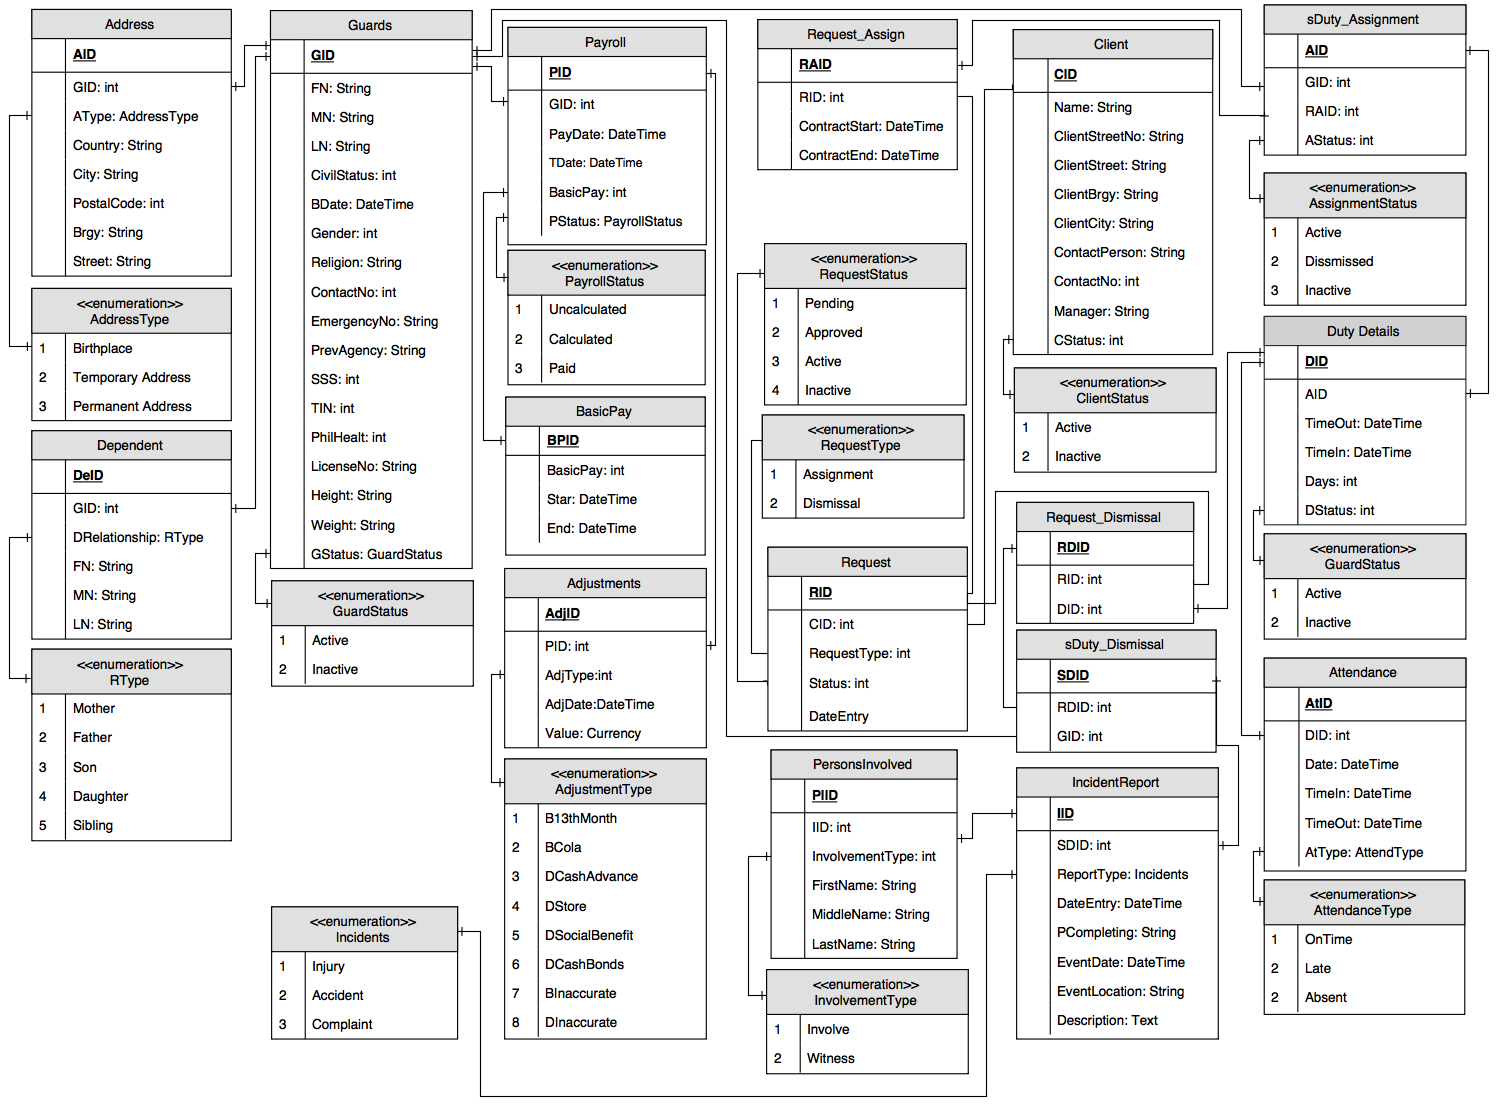 Address
AID
GID: int
AType: AddressType
Country: String
City: String
PostalCode: int
Brgy: String
Street: String
<<enumeration>>
AddressType
1 Birthplace
2 Temporary Address
3 Permanent Address
Dependent
DeID
GID: int
DRelationship: RType
FN: String
MN: String
LN: String
<<enumeration>>
RType
1 Mother
2 Father
3 Son
4 Daughter
5 Sibling
Guards
GID
FN: String
MN: String
LN: String
CivilStatus: int
BDate: DateTime
Gender: int
Religion: String
ContactNo: int
EmergencyNo: String
PrevAgency: String
SSS: int
TIN: int
PhilHealt: int
LicenseNo: String
Height: String
Weight: String
GStatus: GuardStatus
<<enumeration>>
GuardStatus
1 Active
2 Inactive
<<enumeration>>
Incidents
1 Injury
2 Accident
3 Complaint
Payroll
PID
GID: int
PayDate: DateTime
TDate: DateTime
BasicPay: int
PStatus: PayrollStatus
<<enumeration>>
PayrollStatus
1 Uncalculated
2 Calculated
3 Paid
BasicPay
BPID
BasicPay: int
Star: DateTime
End: DateTime
Adjustments
AdjID
PID: int
AdjType:int
AdjDate:DateTime
Value: Currency
<<enumeration>>
AdjustmentType
1 B13thMonth
2 BCola
3 DCashAdvance
4 DStore
5 DSocialBenefit
6 DCashBonds
7 BInaccurate
8 DInaccurate
Request_Assign
RAID
RID: int
ContractStart: DateTime
ContractEnd: DateTime
<<enumeration>>
RequestStatus
1 Pending
2 Approved
3 Active
4 Inactive
<<enumeration>>
RequestType
1 Assignment
2 Dismissal
Request
RID
CID: int
RequestType: int
Status: int
DateEntry
PersonsInvolved
PIID
IID: int
InvolvementType: int
FirstName: String
MiddleName: String
LastName: String
<<enumeration>>
InvolvementType
1 Involve
2 Witness
Client
CID
Name: String
ClientStreetNo: String
ClientStreet: String
ClientBrgy: String
ClientCity: String
ContactPerson: String
ContactNo: int
Manager: String
CStatus: int
<<enumeration>>
ClientStatus
1 Active
2 Inactive
Request_Dismissal
RDID
RID: int
DID: int
sDuty_Dismissal
SDID
RDID: int
GID: int
IncidentReport
IID
SDID: int
ReportType: Incidents
DateEntry: DateTime
PCompleting: String
EventDate: DateTime
EventLocation: String
Description: Text
sDuty_Assignment
AID
GID: int
RAID: int
AStatus: int
<<enumeration>>
AssignmentStatus
1 Active
2 Dissmissed
3 Inactive
Duty Details
DID
AID
TimeOut: DateTime
TimeIn: DateTime
Days: int
DStatus: int
<<enumeration>>
GuardStatus
1 Active
2 Inactive
Attendance
AtID
DID: int
Date: DateTime
TimeIn: DateTime
TimeOut: DateTime
AtType: AttendType
<<enumeration>>
AttendanceType
1 OnTime
2 Late
2 Absent